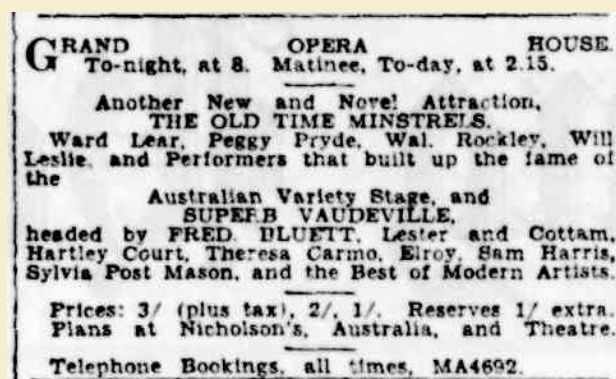 GRAND OPERA HOUSE.
To-night, at 8. Matinee, To-day, at 2.15.
Another New and Novel Attraction,
THE OLD TIME MINSTRELS.
Ward Lear, Peggy Pryde, Wal. Rockley, Will
Leslie, and Performers that built up the fame of
the
Australian Variety Stage, and
SUPERB VAUDEVILLE,
headed by FRED. BLUETT, Lester and Cottam,
Hartley Court, Theresa Carmo, Elroy, Sam Harris,
Sylvia Post Mason, and the Best of Modern Artists.
Prices: 3/ (plus tax), 2/, 1/. Reserves 1/ extra.
Plans at Nicholson's, Australia, and Theatre.
Telephone Bookings, all times, MA4692.